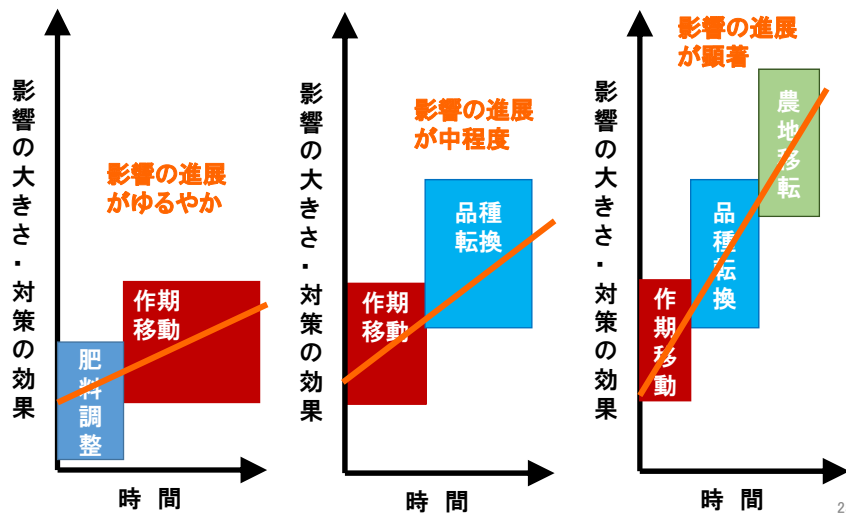 影響の大きさ・対策の効果
影響の進展
がゆるやか
肥料調整
作期
移動
時 間
影響の大きさ・対策の効果
影響の進展
が中程度
作期
移動
品種
転換
時 間
影響の大きさ・対策の効果
影響の進展
が顕著
作期移動
品種転換
農地移転
時 間
2